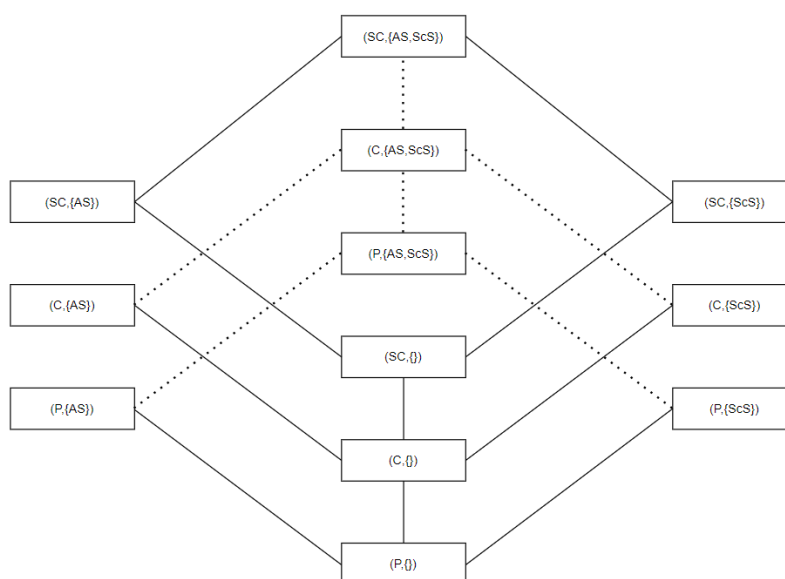 (SC,{AS,ScS})
(C,{AS,ScS})
(SC,{AS})
(SC,{ScS})
(P,{AS,ScS})
(C,{AS})
(C,{ScS})
(SC,{})
(P,{AS})
(P,{ScS})
(C,{})
(P,{})